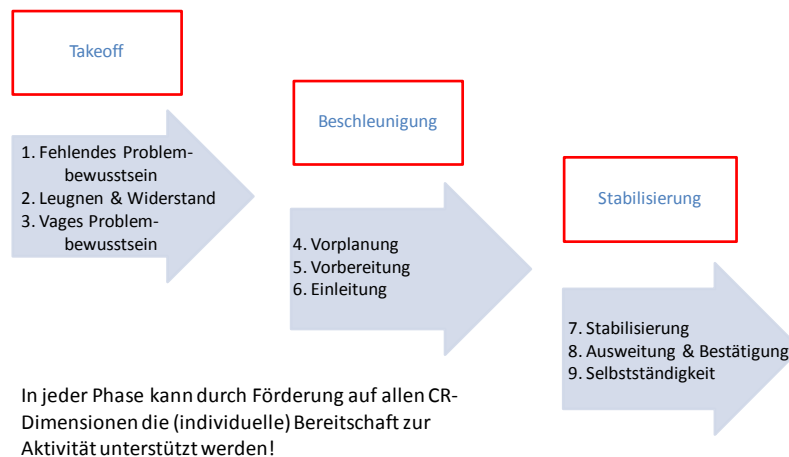 Takeoff
1. Fehlendes Problem-
bewusstsein
2. Leugnen & Widerstand
3. Vages Problem-
bewusstsein
Beschleunigung
4. Vorplanung
5. Vorbereitung
6. Einleitung
Stabilisierung
7. Stabilisierung
8. Ausweitung & Bestätigung
9. Selbstständigkeit
In jeder Phase kann durch Förderung auf allen CR-
Dimensionen die (individuelle) Bereitschaft zur
Aktivität unterstützt werden!